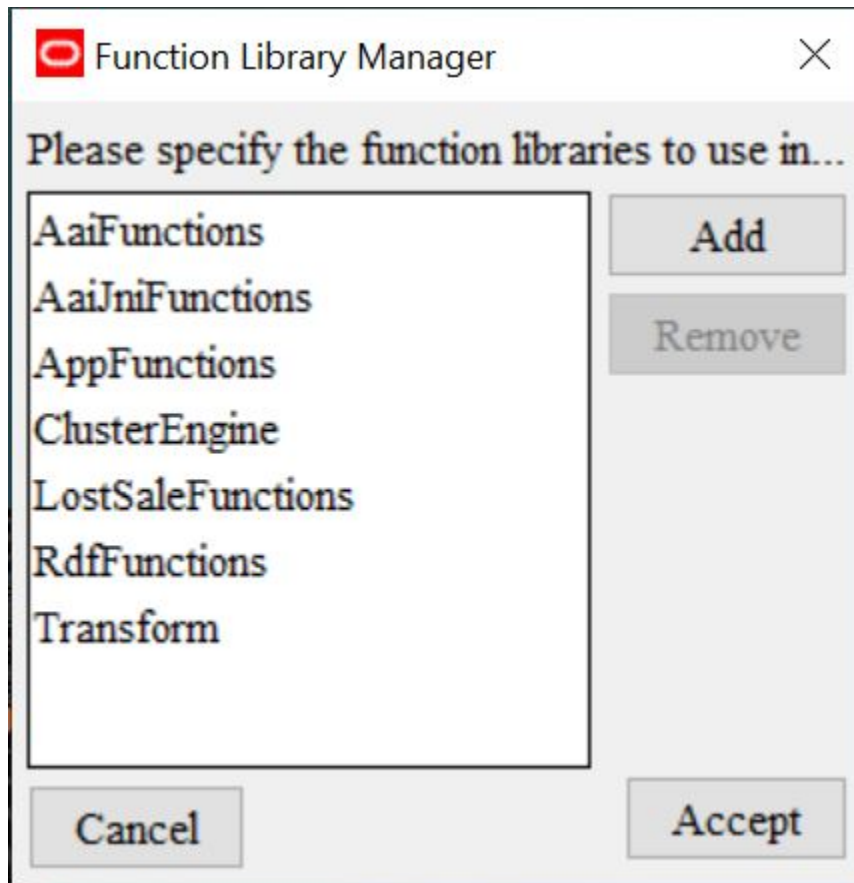 Function Library Manager
Please specify the function libraries to use in...
AaiFunctions
Add
AaiJniFunctions
Remove
AppFunctions
ClusterEngine
LostSaleFunctions
RdfFunctions
Transform
Cancel
Accept